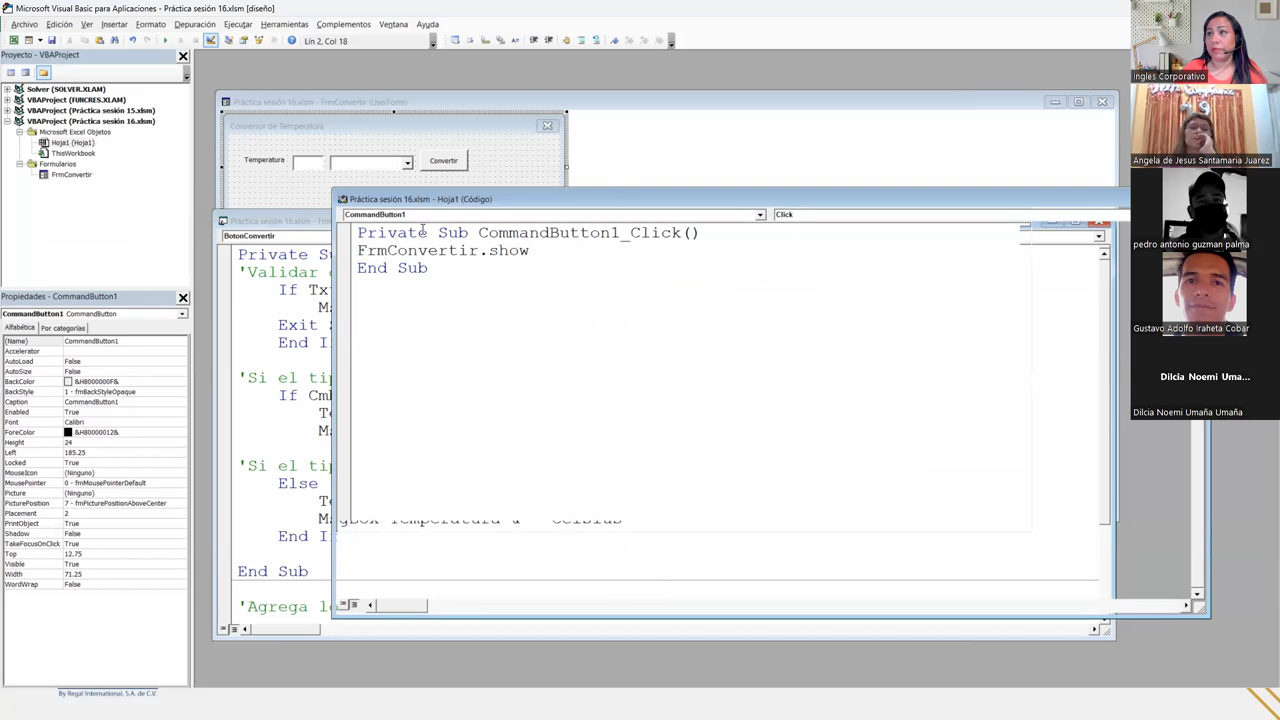 Microsoft Visual Basic para Aplicaciones - Práctica sesión 16.xlsm [diseño]
Archivo Edición Ver Insertar Formato Depuración Ejecutar Herramientas Complementos Ventana Ayuda
Lín 2, Col 18
Proyecto - VBAProject
Solver (SOLVER.XLAM)
VBAProject (FUNCRES.XLAM)
VBAProject (Práctica sesión 15.xlsm)
VBAProject (Práctica sesión 16.xlsm)
Microsoft Excel Objetos
Hoja1 (Hoja1)
ThisWorkbook
Formularios
FrmConvertir
Propiedades - CommandButton1
CommandButton1 CommandButton
Alfabética Por categorías
(Name) CommandButton1
Accelerator
AutoLoad False
AutoSize False
BackColor &H8000000F&
BackStyle 1 - fmBackStyleOpaque
Caption CommandButton1
Enabled True
Font Calibri
ForeColor &H80000012&
Height 24
Left 185.25
Locked True
MouseIcon (Ninguno)
MousePointer 0 - fmMousePointerDefault
Picture (Ninguno)
PicturePosition 7 - fmPicturePositionAboveCenter
Placement 2
PrintObject True
Shadow False
TakeFocusOnClick True
Top 12.75
Visible True
Width 71.25
WordWrap False
By Regal International, S.A. de C.V.
Práctica sesión 16.xlsm - FrmConvertir (UserForm)
Conversor de Temperatura
Temperatura Convertir
Práctica sesión 16.xlsm
BotonConvertir
Private
'Validar
If
Exit
End
'Si el
If
'Si el
Else
Celsius
End
End Sub
'Agrega
Práctica sesión 16.xlsm - Hoja1 (Código)
CommandButton1 Click
Private Sub CommandButton1_Click()
FrmConvertir.show
End Sub
Ingles Corporativo
Angela de Jesus Santamaria Juarez
pedro antonio guzman palma
Gustavo Adolfo Iraheta Cobar
Dilcia Noemi Uma...
Dilcia Noemi Umaña Umaña